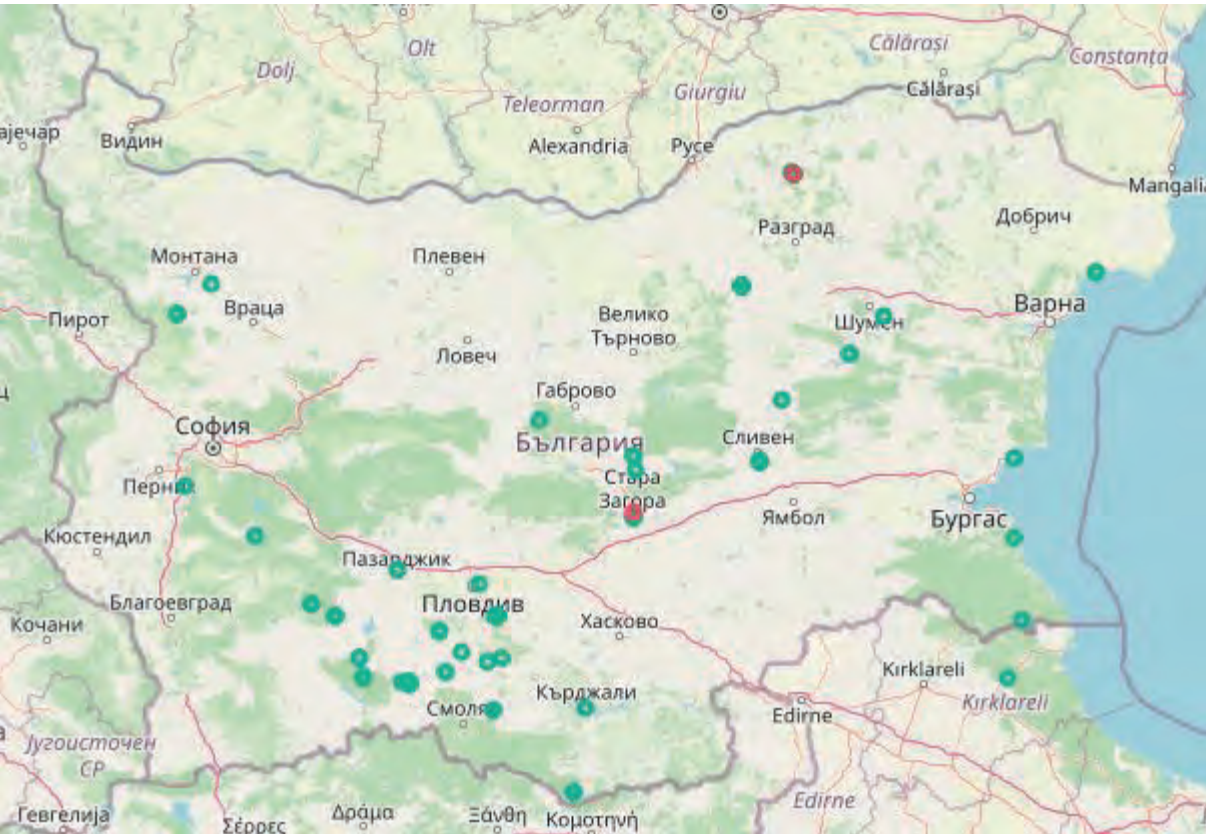 Olt
Dolj
Călărași
Constanța
Teleorman
Giurgiu
Călărași
ајечар
Видин
Alexandria
Русе
Mangalia
Разград
Добрич
Монтана
Плевен
Враца
Пирот
Велико
Търново
Варна
Шумен
Ловеч
Габрово
София
България
Сливен
Стара
Загора
Перник
Ямбол
Бургас
Кюстендил
Пазарджик
Благоевград
Пловдив
Кочани
Хасково
Kırklareli
Кърджали
Kırklareli
Смолян
Edirne
Југоисточен
СР
Edirne
Гевгелија
Σέρρες
Δράμα
Ξάνθη
Κομοτηνή